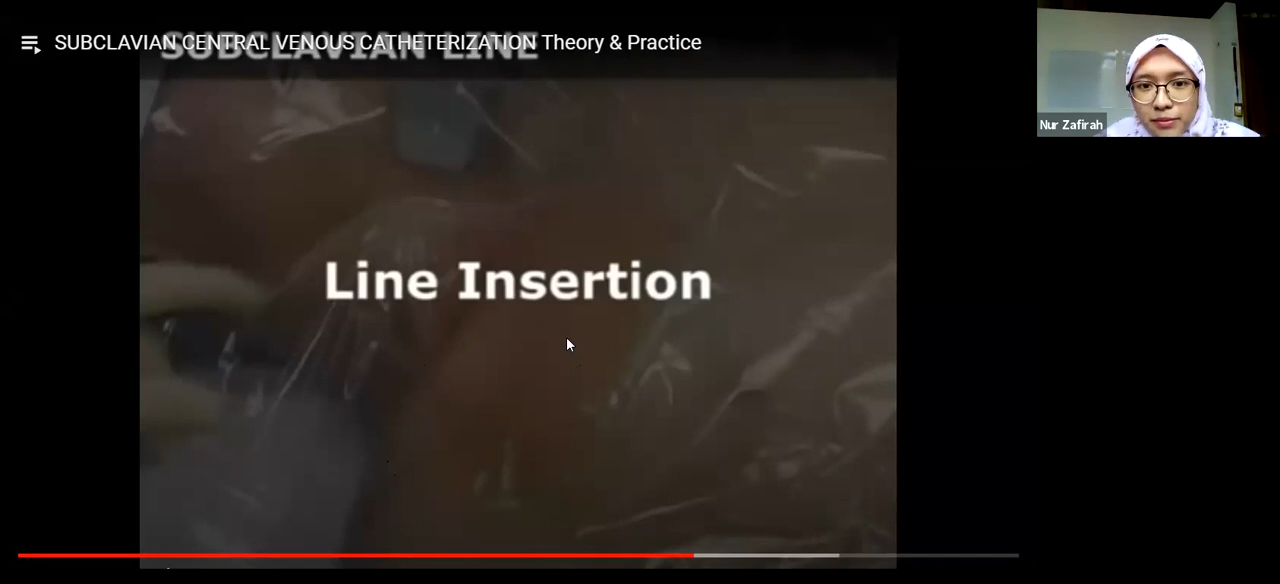 SUBCLAVIAN CENTRAL VENOUS CATHETERIZATION Theory & Practice
SUBCLAVIAN LINE
Nur Zafirah
Line Insertion